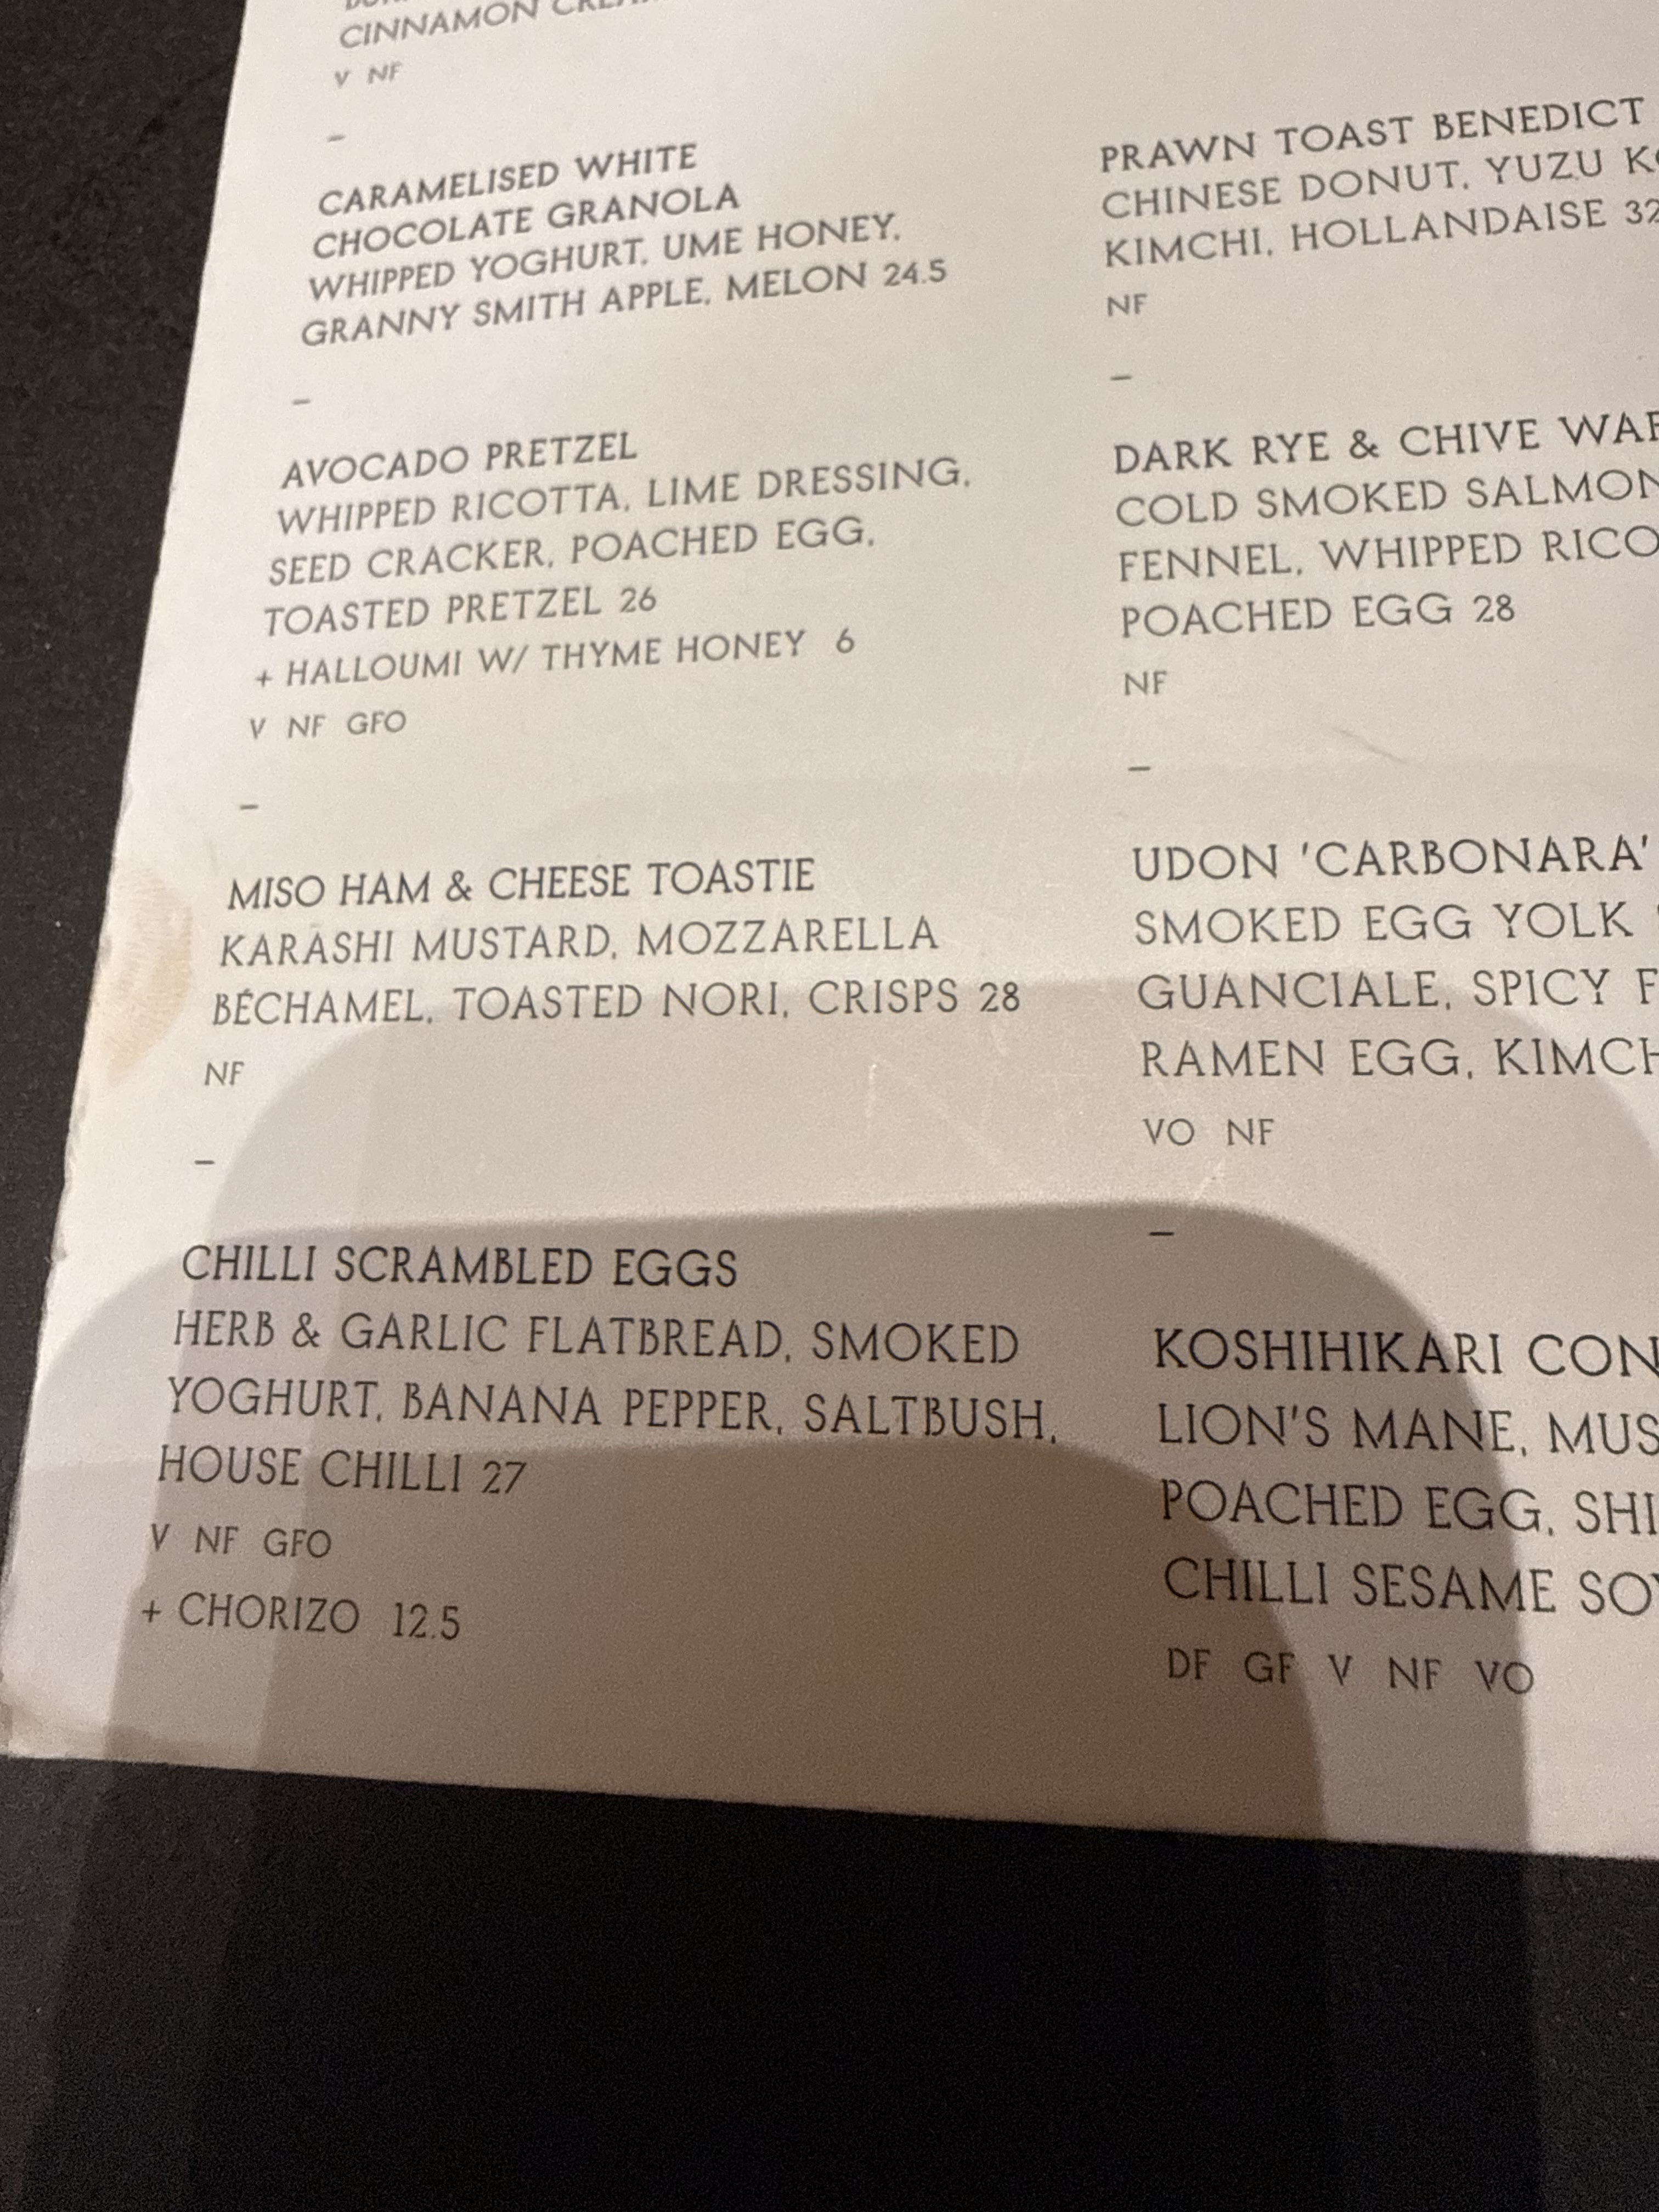 CINNAMON
V NF
–
CARAMELISED WHITE
CHOCOLATE GRANOLA
WHIPPED YOGHURT, UME HONEY,
GRANNY SMITH APPLE, MELON 24.5
–
AVOCADO PRETZEL
WHIPPED RICOTTA, LIME DRESSING,
SEED CRACKER, POACHED EGG,
TOASTED PRETZEL 26
+ HALLOUMI W/ THYME HONEY 6
V NF GFO
–
MISO HAM & CHEESE TOASTIE
KARASHI MUSTARD, MOZZARELLA
BÉCHAMEL, TOASTED NORI, CRISPS 28
NF
–
CHILLI SCRAMBLED EGGS
HERB & GARLIC FLATBREAD, SMOKED
YOGHURT, BANANA PEPPER, SALTBUSH,
HOUSE CHILLI 27
V NF GFO
+ CHORIZO 12.5
PRAWN TOAST BENEDICT
CHINESE DONUT, YUZU
KIMCHI, HOLLANDAISE 32
NF
–
DARK RYE & CHIVE
COLD SMOKED SALMON
FENNEL, WHIPPED
POACHED EGG 28
NF
–
UDON 'CARBONARA'
SMOKED EGG YOLK
GUANCIALE, SPICY
RAMEN EGG,
VO NF
–
KOSHIHIKARI
LION'S MANE,
POACHED EGG,
CHILLI SESAME
DF GF V NF VO